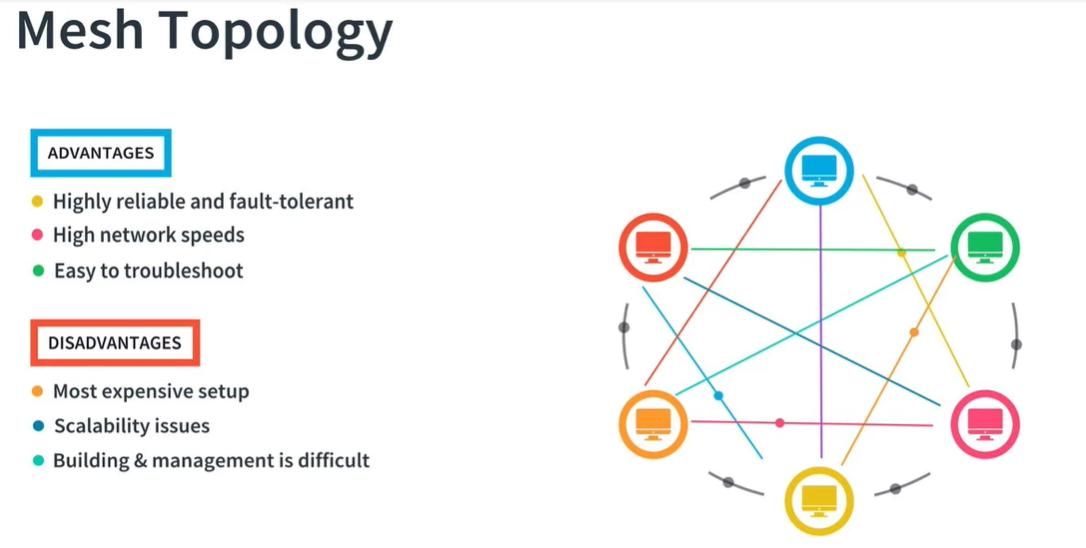 Mesh Topology
ADVANTAGES
Highly reliable and fault-tolerant
High network speeds
Easy to troubleshoot
DISADVANTAGES
Most expensive setup
Scalability issues
Building & management is difficult